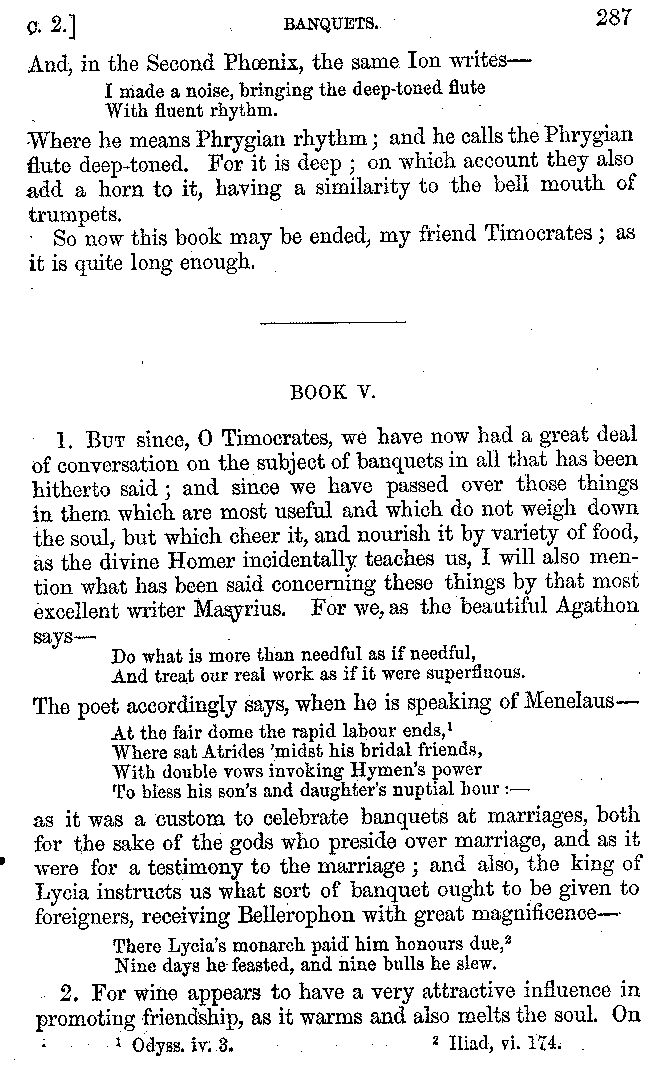 c. 2.] BANQUETS. 287
And, in the Second Phœnix, the same Ion writes—
I made a noise, bringing the deep-toned flute
With fluent rhythm.
Where he means Phrygian rhythm; and he calls the Phrygian
flute deep-toned. For it is deep; on which account they also
add a horn to it, having a similarity to the bell mouth of
trumpets.
So now this book may be ended, my friend Timocrates; as
it is quite long enough.
BOOK V.
1. BUT since, O Timocrates, we have now had a great deal
of conversation on the subject of banquets in all that has been
hitherto said; and since we have passed over those things
in them which are most useful and which do not weigh down
the soul, but which cheer it, and nourish it by variety of food,
as the divine Homer incidentally teaches us, I will also men-
tion what has been said concerning these things by that most
excellent writer Masyrius. For we, as the beautiful Agathon
says—
Do what is more than needful as if needful,
And treat our real work as if it were superfluous.
The poet accordingly says, when he is speaking of Menelaus—
At the fair dome the rapid labour ends,¹
Where sat Atrides 'midst his bridal friends,
With double vows invoking Hymen's power
To bless his son's and daughter's nuptial hour:—
as it was a custom to celebrate banquets at marriages, both
for the sake of the gods who preside over marriage, and as it
were for a testimony to the marriage; and also, the king of
Lycia instructs us what sort of banquet ought to be given to
foreigners, receiving Bellerophon with great magnificence—
There Lycia's monarch paid him honours due,²
Nine days he feasted, and nine bulls he slew.
2. For wine appears to have a very attractive influence in
promoting friendship, as it warms and also melts the soul. On
¹ Odyss. iv. 3. ² Iliad, vi. 174.